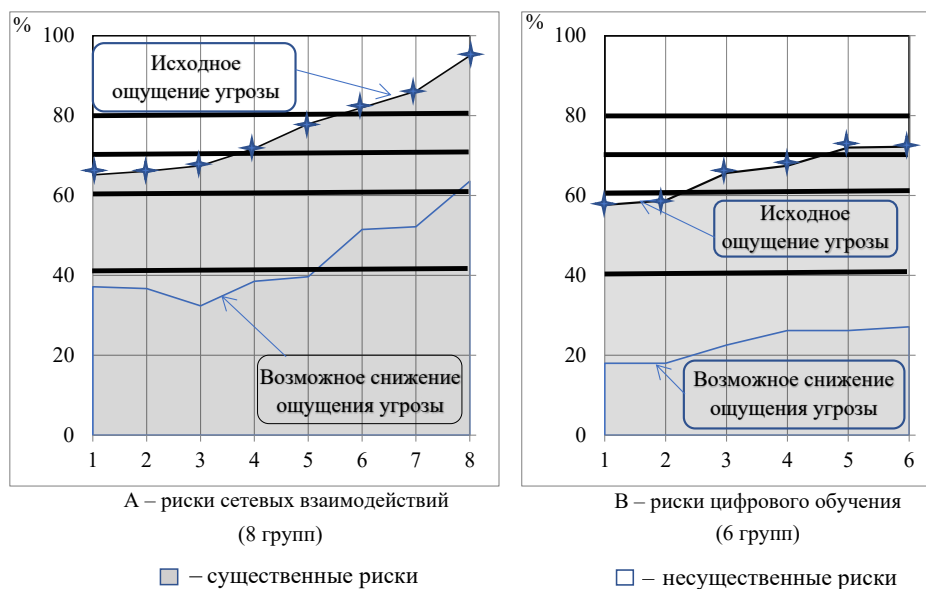 %
100
80
60
40
20
0
Исходное
ощущение угрозы
Возможное снижение
ощущения угрозы
1 2 3 4 5 6 7 8
А – риски сетевых взаимодействий
(8 групп)
– существенные риски
%
100
80
60
40
20
0
Исходное
ощущение угрозы
Возможное снижение
ощущения угрозы
1 2 3 4 5 6
В – риски цифрового обучения
(6 групп)
– несущественные риски